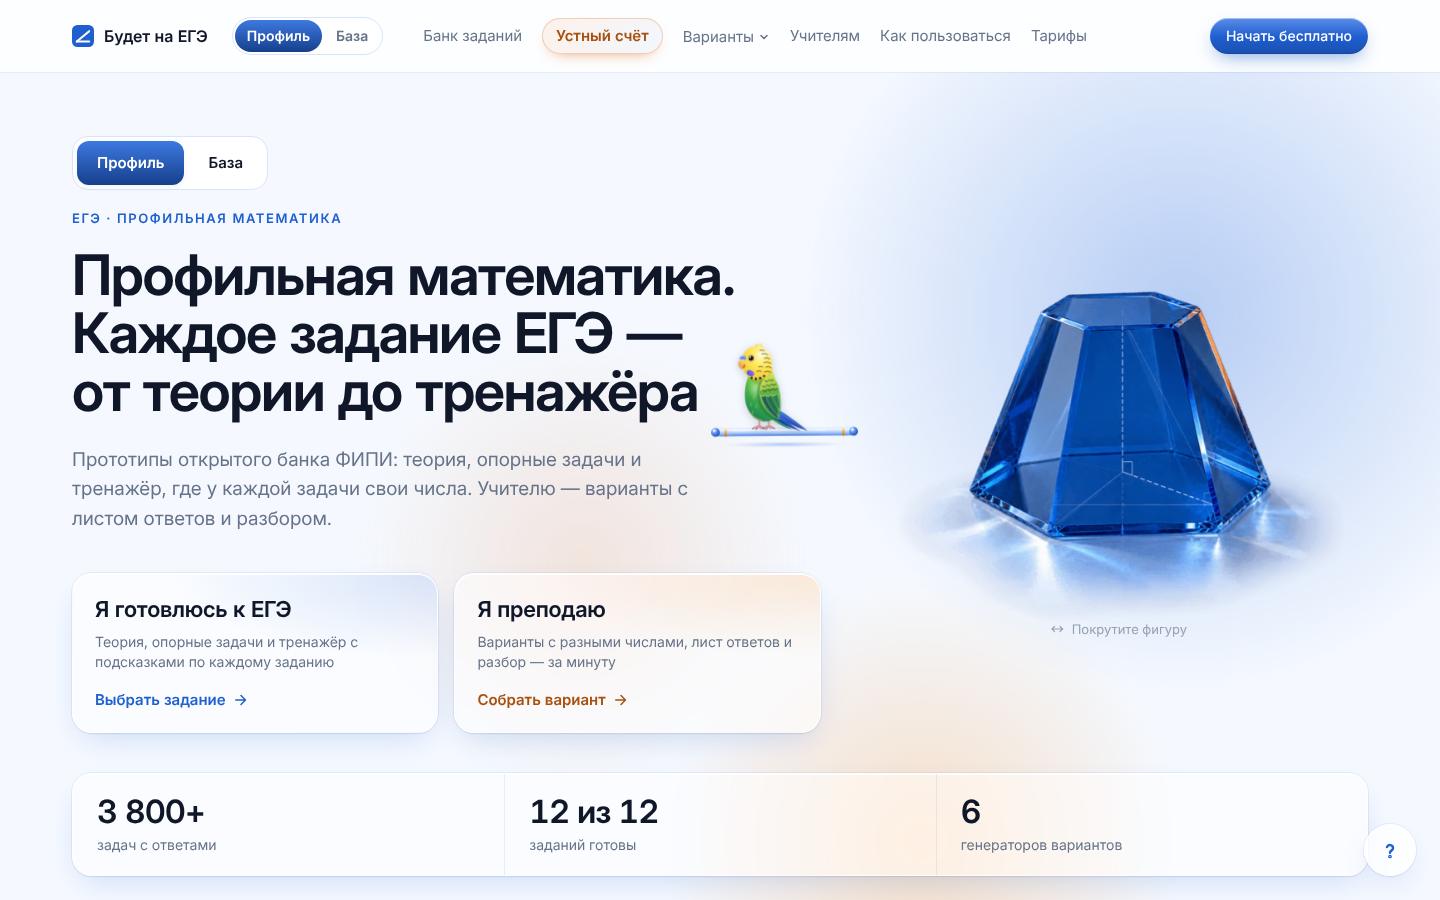 Будет на ЕГЭ
Профиль
База
Банк заданий
Устный счёт
Варианты
Учителям
Как пользоваться
Тарифы
Начать бесплатно
Профиль
База
ЕГЭ · ПРОФИЛЬНАЯ МАТЕМАТИКА
Профильная математика.
Каждое задание ЕГЭ —
от теории до тренажёра
Прототипы открытого банка ФИПИ: теория, опорные задачи и
тренажёр, где у каждой задачи свои числа. Учителю — варианты с
листом ответов и разбором.
Я готовлюсь к ЕГЭ
Теория, опорные задачи и тренажёр с
подсказками по каждому заданию
Выбрать задание →
Я преподаю
Варианты с разными числами, лист ответов и
разбор — за минуту
Собрать вариант →
↔ Покрутите фигуру
3 800+
задач с ответами
12 из 12
заданий готовы
6
генераторов вариантов
?